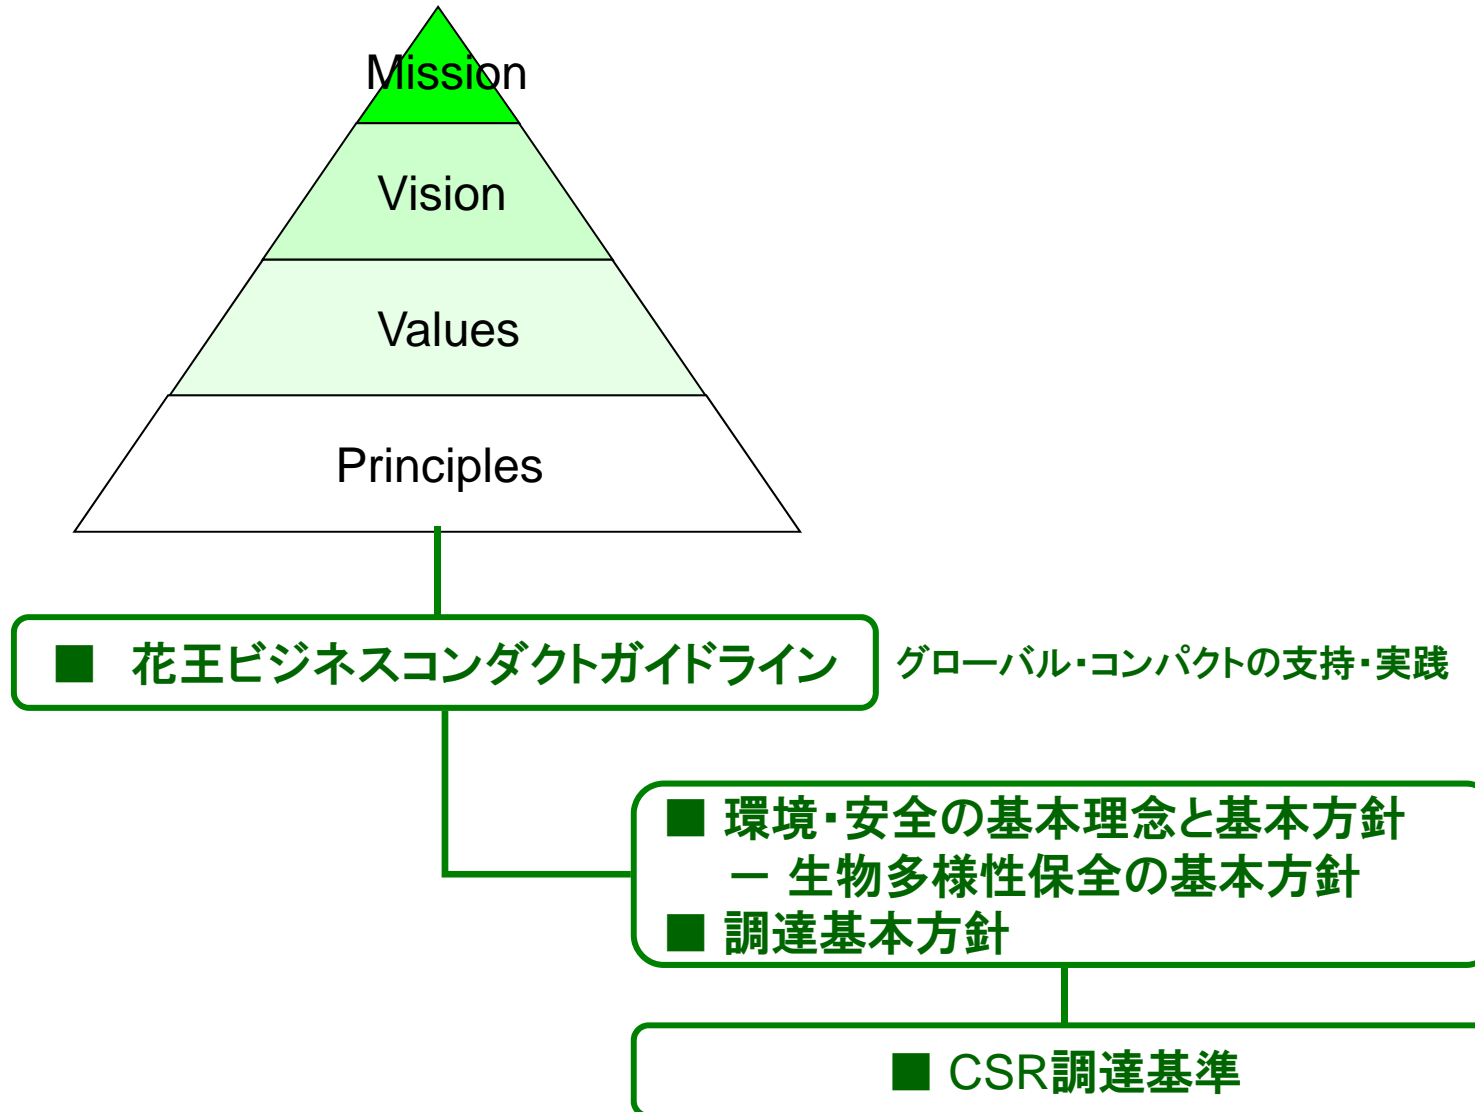 Mission
Vision
Values
Principles
■ 花王ビジネスコンダクトガイドライン
グローバル・コンパクトの支持・実践
■ 環境・安全の基本理念と基本方針
－ 生物多様性保全の基本方針
■ 調達基本方針
■ CSR調達基準